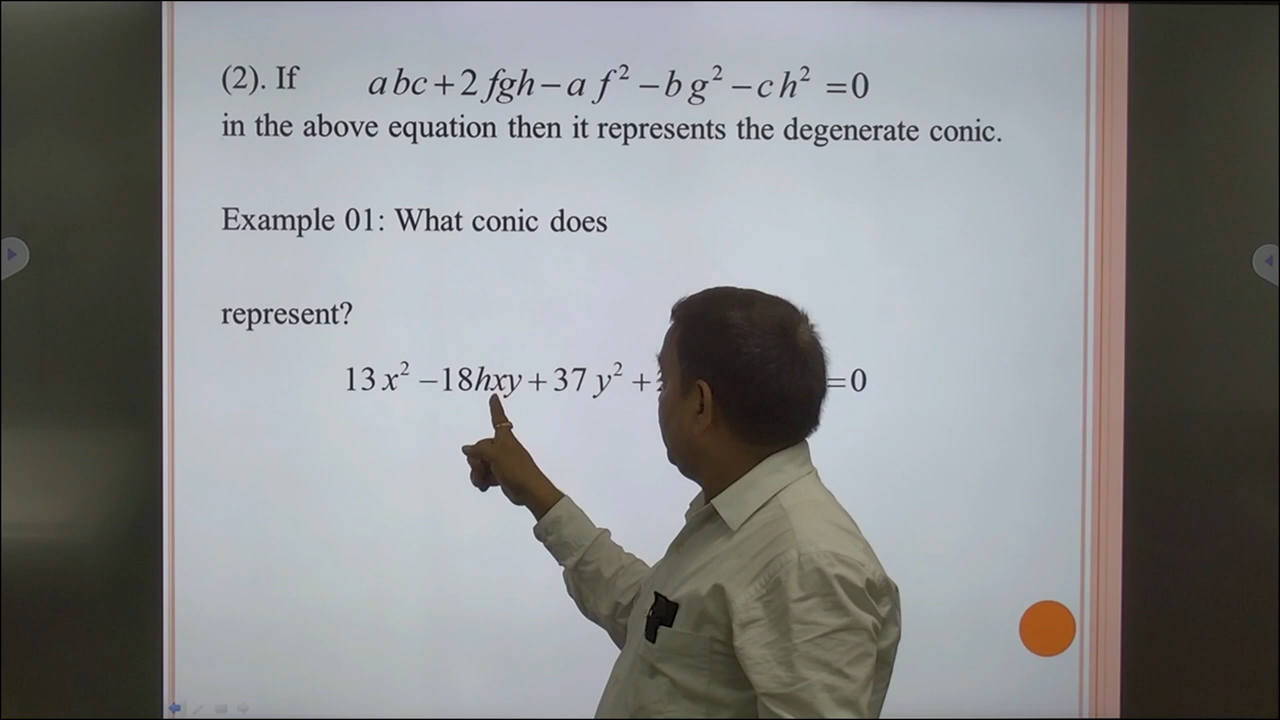 (2). If abc+2fgh−af²−bg²−ch²=0
in the above equation then it represents the degenerate conic.
Example 01: What conic does
represent?
13x²−18hxy+37y²+ =0